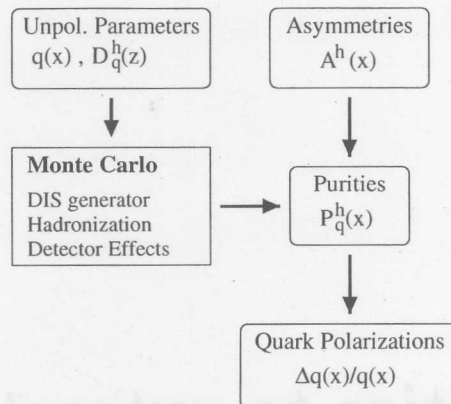 Unpol. Parameters
q(x) , D_q^h(z)
Asymmetries
A^h(x)
Monte Carlo
DIS generator
Hadronization
Detector Effects
Purities
P_q^h(x)
Quark Polarizations
Δq(x)/q(x)